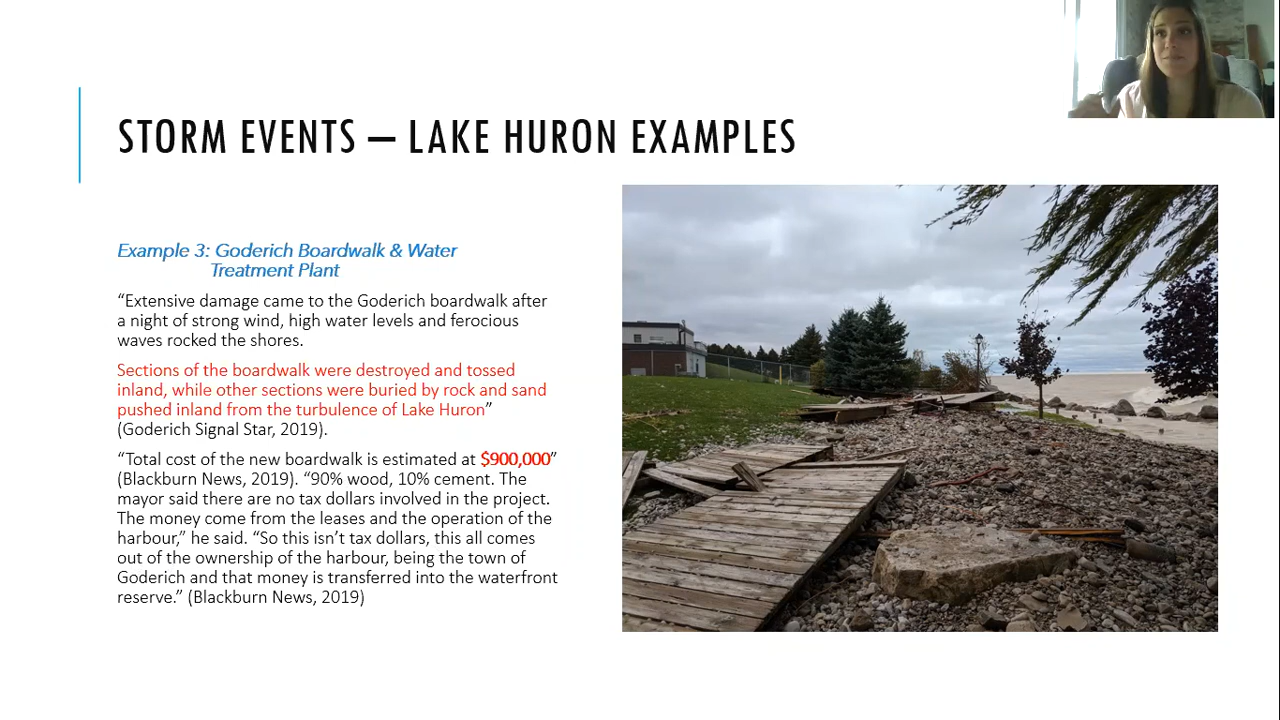 STORM EVENTS – LAKE HURON EXAMPLES
Example 3: Goderich Boardwalk & Water
Treatment Plant
“Extensive damage came to the Goderich boardwalk after
a night of strong wind, high water levels and ferocious
waves rocked the shores.
Sections of the boardwalk were destroyed and tossed
inland, while other sections were buried by rock and sand
pushed inland from the turbulence of Lake Huron”
(Goderich Signal Star, 2019).
“Total cost of the new boardwalk is estimated at $900,000”
(Blackburn News, 2019). “90% wood, 10% cement. The
mayor said there are no tax dollars involved in the project.
The money come from the leases and the operation of the
harbour,” he said. “So this isn’t tax dollars, this all comes
out of the ownership of the harbour, being the town of
Goderich and that money is transferred into the waterfront
reserve.” (Blackburn News, 2019)